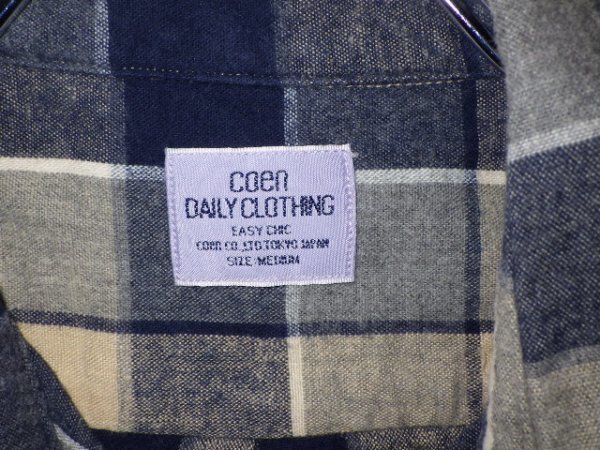 coen
DAILY CLOTHING
EASY CHIC
COEN CO.,LTD.TOKYO JAPAN
SIZE:MEDIUM